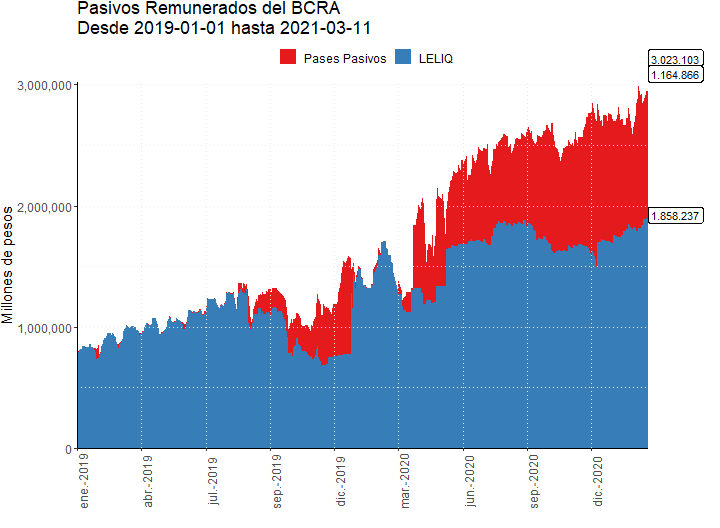 Pasivos Remunerados del BCRA
Desde 2019-01-01 hasta 2021-03-11
Pases Pasivos LELIQ
3.023.103
1.164.866
1.858.237
Millones de pesos
3,000,000
2,000,000
1,000,000
0
ene.-2019
abr.-2019
jul.-2019
sep.-2019
dic.-2019
mar.-2020
jun.-2020
sep.-2020
dic.-2020